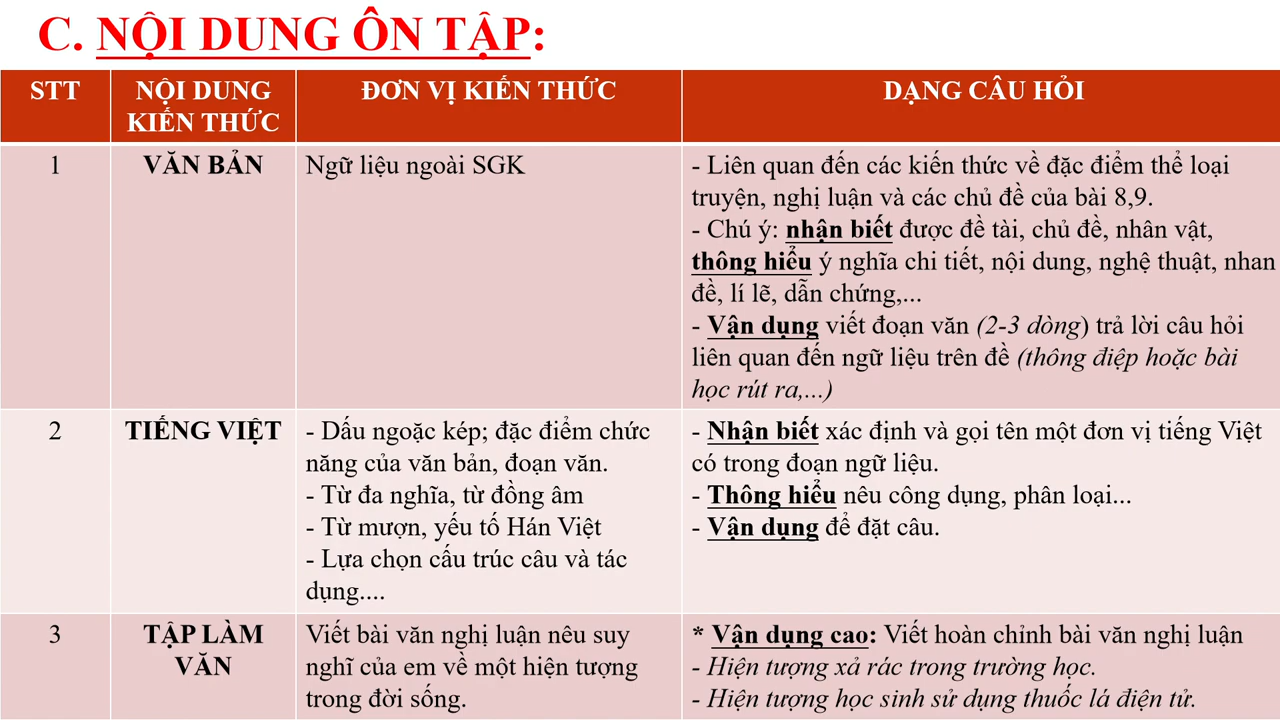 C. NỘI DUNG ÔN TẬP:
STT
NỘI DUNG
KIẾN THỨC
ĐƠN VỊ KIẾN THỨC
DẠNG CÂU HỎI
1
VĂN BẢN
Ngữ liệu ngoài SGK
- Liên quan đến các kiến thức về đặc điểm thể loại
truyện, nghị luận và các chủ đề của bài 8,9.
- Chú ý: nhận biết được đề tài, chủ đề, nhân vật,
thông hiểu ý nghĩa chi tiết, nội dung, nghệ thuật, nhan
đề, lí lẽ, dẫn chứng,...
- Vận dụng viết đoạn văn (2-3 dòng) trả lời câu hỏi
liên quan đến ngữ liệu trên đề (thông điệp hoặc bài
học rút ra,...)
2
TIẾNG VIỆT
- Dấu ngoặc kép; đặc điểm chức
năng của văn bản, đoạn văn.
- Từ đa nghĩa, từ đồng âm
- Từ mượn, yếu tố Hán Việt
- Lựa chọn cấu trúc câu và tác
dụng....
- Nhận biết xác định và gọi tên một đơn vị tiếng Việt
có trong đoạn ngữ liệu.
- Thông hiểu nêu công dụng, phân loại...
- Vận dụng để đặt câu.
3
TẬP LÀM
VĂN
Viết bài văn nghị luận nêu suy
nghĩ của em về một hiện tượng
trong đời sống.
* Vận dụng cao: Viết hoàn chỉnh bài văn nghị luận
- Hiện tượng xả rác trong trường học.
- Hiện tượng học sinh sử dụng thuốc lá điện tử.